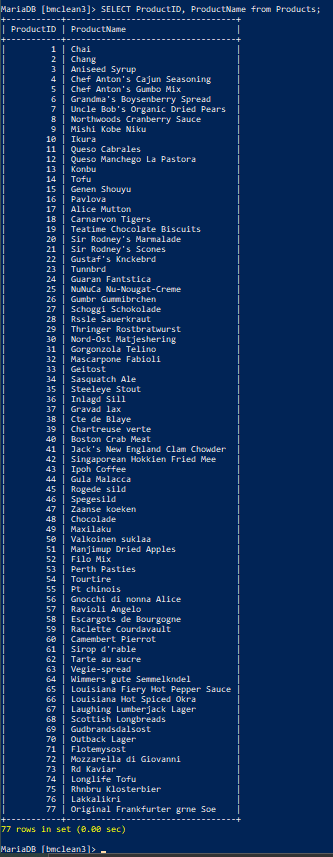 MariaDB [bmclean3]> SELECT ProductID, ProductName from Products;
+-----------+----------------------------------+
| ProductID | ProductName                      |
+-----------+----------------------------------+
|         1 | Chai                             |
|         2 | Chang                            |
|         3 | Aniseed Syrup                    |
|         4 | Chef Anton's Cajun Seasoning     |
|         5 | Chef Anton's Gumbo Mix           |
|         6 | Grandma's Boysenberry Spread     |
|         7 | Uncle Bob's Organic Dried Pears  |
|         8 | Northwoods Cranberry Sauce       |
|         9 | Mishi Kobe Niku                  |
|        10 | Ikura                            |
|        11 | Queso Cabrales                   |
|        12 | Queso Manchego La Pastora        |
|        13 | Konbu                            |
|        14 | Tofu                             |
|        15 | Genen Shouyu                     |
|        16 | Pavlova                          |
|        17 | Alice Mutton                     |
|        18 | Carnarvon Tigers                 |
|        19 | Teatime Chocolate Biscuits       |
|        20 | Sir Rodney's Marmalade           |
|        21 | Sir Rodney's Scones              |
|        22 | Gustaf's Knckebrd                |
|        23 | Tunnbrd                          |
|        24 | Guaran Fantstica                 |
|        25 | NuNuCa Nu-Nougat-Creme           |
|        26 | Gumbr Gummibrchen                |
|        27 | Schoggi Schokolade               |
|        28 | Rssle Sauerkraut                 |
|        29 | Thringer Rostbratwurst           |
|        30 | Nord-Ost Matjeshering            |
|        31 | Gorgonzola Telino                |
|        32 | Mascarpone Fabioli               |
|        33 | Geitost                          |
|        34 | Sasquatch Ale                    |
|        35 | Steeleye Stout                   |
|        36 | Inlagd Sill                      |
|        37 | Gravad lax                       |
|        38 | Cte de Blaye                     |
|        39 | Chartreuse verte                 |
|        40 | Boston Crab Meat                 |
|        41 | Jack's New England Clam Chowder  |
|        42 | Singaporean Hokkien Fried Mee    |
|        43 | Ipoh Coffee                      |
|        44 | Gula Malacca                     |
|        45 | Rogede sild                      |
|        46 | Spegesild                        |
|        47 | Zaanse koeken                    |
|        48 | Chocolade                        |
|        49 | Maxilaku                         |
|        50 | Valkoinen suklaa                 |
|        51 | Manjimup Dried Apples            |
|        52 | Filo Mix                         |
|        53 | Perth Pasties                    |
|        54 | Tourtire                         |
|        55 | Pt chinois                       |
|        56 | Gnocchi di nonna Alice           |
|        57 | Ravioli Angelo                   |
|        58 | Escargots de Bourgogne           |
|        59 | Raclette Courdavault             |
|        60 | Camembert Pierrot                |
|        61 | Sirop d'rable                    |
|        62 | Tarte au sucre                   |
|        63 | Vegie-spread                     |
|        64 | Wimmers gute Semmelkndel         |
|        65 | Louisiana Fiery Hot Pepper Sauce |
|        66 | Louisiana Hot Spiced Okra        |
|        67 | Laughing Lumberjack Lager        |
|        68 | Scottish Longbreads              |
|        69 | Gudbrandsdalsost                 |
|        70 | Outback Lager                    |
|        71 | Flotemysost                      |
|        72 | Mozzarella di Giovanni           |
|        73 | Rd Kaviar                        |
|        74 | Longlife Tofu                    |
|        75 | Rhnbru Klosterbier               |
|        76 | Lakkalikri                       |
|        77 | Original Frankfurter grne Soe    |
+-----------+----------------------------------+
77 rows in set (0.00 sec)
MariaDB [bmclean3]> _